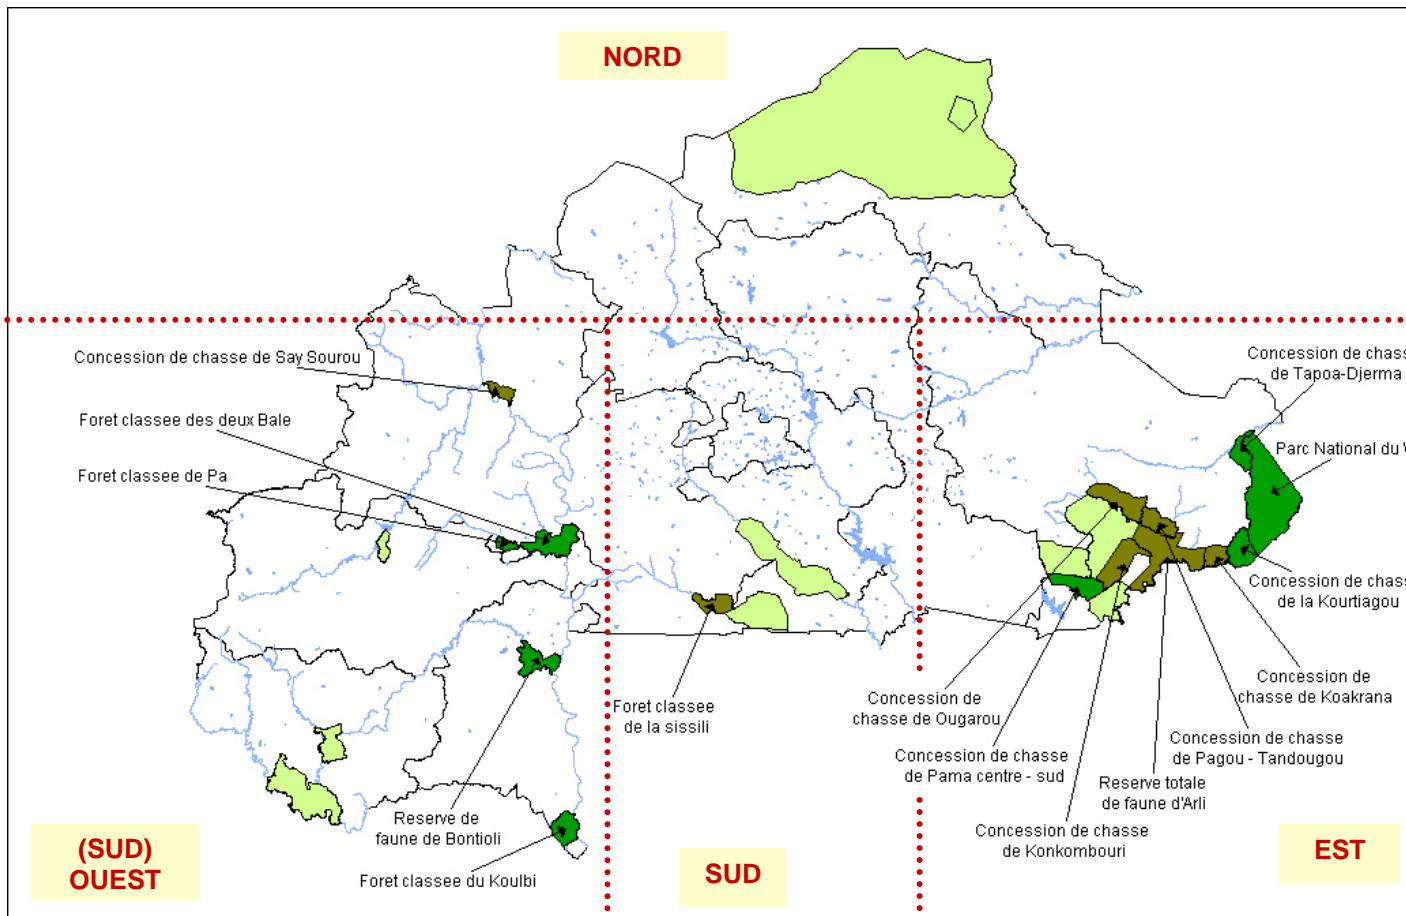 NORD
Concession de chasse de Say Sourou
Foret classee des deux Bale
Foret classee de Pa
Concession de chass
de Tapoa-Djerma
Parc National du
Concession de chass
de la Kourtiagou
Concession de
chasse de Koakrana
Concession de chasse
de Pagou - Tandougou
Reserve totale
de faune d'Arli
Concession de chasse
de Konkombouri
Concession de chasse
de Pama centre - sud
Concession de
chasse de Ougarou
Foret classee
de la sissili
Reserve de
faune de Bontioli
Foret classee du Koulbi
(SUD)
OUEST
SUD
EST